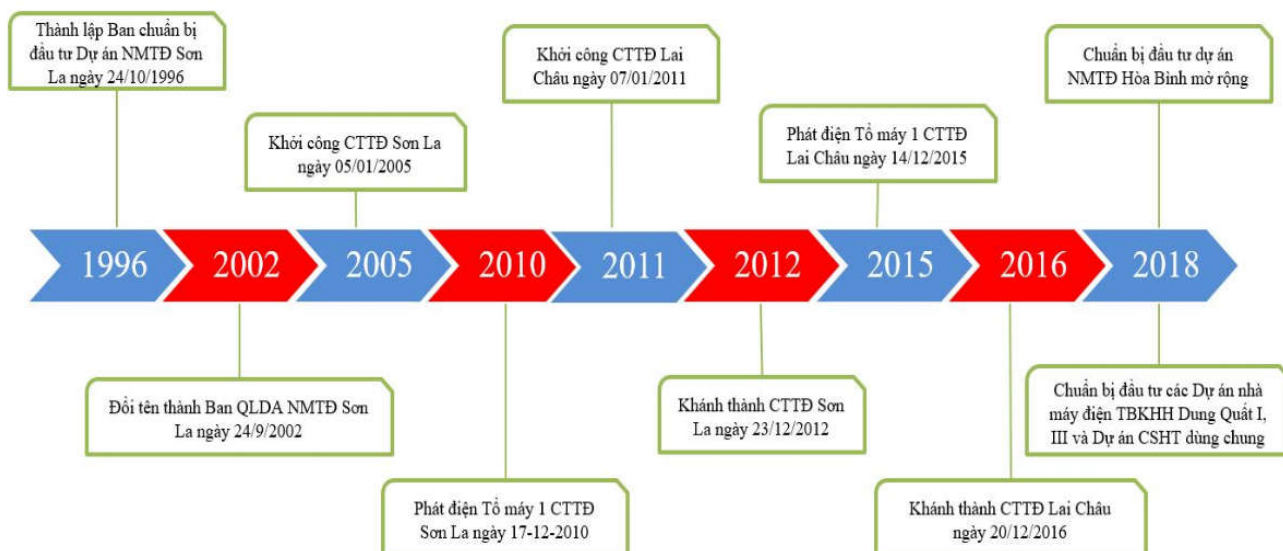 Thành lập Ban chuẩn bị
đầu tư Dự án NMTĐ Sơn
La ngày 24/10/1996
Khởi công CTTĐ Lai
Châu ngày 07/01/2011
Chuẩn bị đầu tư dự án
NMTĐ Hòa Bình mở rộng
Khởi công CTTĐ Sơn La
ngày 05/01/2005
Phát điện Tổ máy 1 CTTĐ
Lai Châu ngày 14/12/2015
1996
2002
2005
2010
2011
2012
2015
2016
2018
Đổi tên thành Ban QLDA NMTĐ Sơn
La ngày 24/9/2002
Khánh thành CTTĐ Sơn
La ngày 23/12/2012
Chuẩn bị đầu tư các Dự án nhà
máy điện TBKHH Dung Quất I,
III và Dự án CSHT dùng chung
Phát điện Tổ máy 1 CTTĐ
Sơn La ngày 17-12-2010
Khánh thành CTTĐ Lai Châu
ngày 20/12/2016